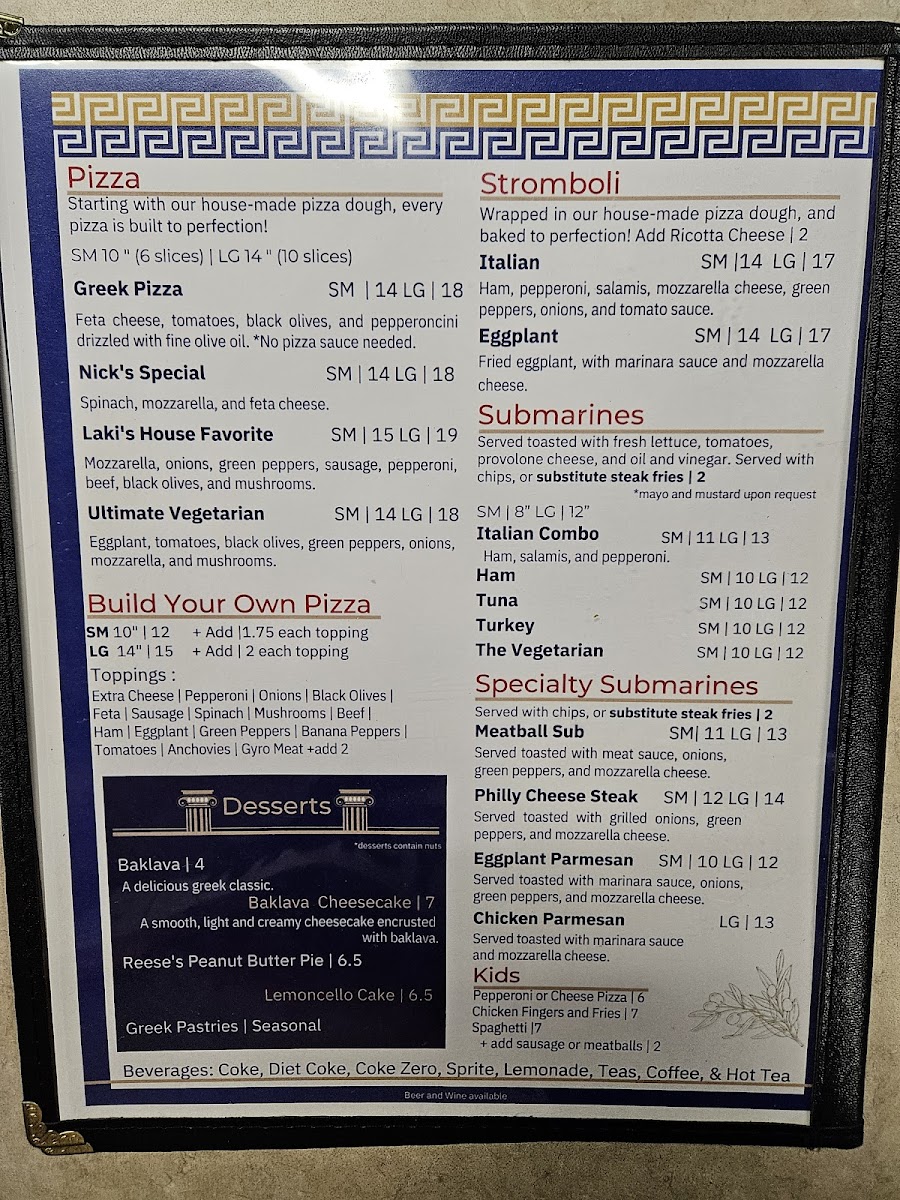 Pizza
Starting with our house-made pizza dough, every
pizza is built to perfection!
SM 10 " (6 slices) | LG 14 " (10 slices)
Greek Pizza SM | 14 LG | 18
Feta cheese, tomatoes, black olives, and pepperoncini
drizzled with fine olive oil. *No pizza sauce needed.
Nick's Special SM | 14 LG | 18
Spinach, mozzarella, and feta cheese.
Laki's House Favorite SM | 15 LG | 19
Mozzarella, onions, green peppers, sausage, pepperoni,
beef, black olives, and mushrooms.
Ultimate Vegetarian SM | 14 LG | 18
Eggplant, tomatoes, black olives, green peppers, onions,
mozzarella, and mushrooms.
Build Your Own Pizza
SM 10" | 12 + Add |1.75 each topping
LG 14" | 15 + Add | 2 each topping
Toppings :
Extra Cheese | Pepperoni | Onions | Black Olives |
Feta | Sausage | Spinach | Mushrooms | Beef |
Ham | Eggplant | Green Peppers | Banana Peppers |
Tomatoes | Anchovies | Gyro Meat +add 2
Desserts
*desserts contain nuts
Baklava | 4
A delicious greek classic.
Baklava Cheesecake | 7
A smooth, light and creamy cheesecake encrusted
with baklava.
Reese's Peanut Butter Pie | 6.5
Lemoncello Cake | 6.5
Greek Pastries | Seasonal
Stromboli
Wrapped in our house-made pizza dough, and
baked to perfection! Add Ricotta Cheese | 2
Italian SM |14 LG | 17
Ham, pepperoni, salamis, mozzarella cheese, green
peppers, onions, and tomato sauce.
Eggplant SM | 14 LG | 17
Fried eggplant, with marinara sauce and mozzarella
cheese.
Submarines
Served toasted with fresh lettuce, tomatoes,
provolone cheese, and oil and vinegar. Served with
chips, or substitute steak fries | 2
*mayo and mustard upon request
SM | 8" LG | 12"
Italian Combo SM | 11 LG | 13
Ham, salamis, and pepperoni.
Ham SM | 10 LG | 12
Tuna SM | 10 LG | 12
Turkey SM | 10 LG | 12
The Vegetarian SM | 10 LG | 12
Specialty Submarines
Served with chips, or substitute steak fries | 2
Meatball Sub SM| 11 LG | 13
Served toasted with meat sauce, onions,
green peppers, and mozzarella cheese.
Philly Cheese Steak SM | 12 LG | 14
Served toasted with grilled onions, green
peppers, and mozzarella cheese.
Eggplant Parmesan SM | 10 LG | 12
Served toasted with marinara sauce, onions,
green peppers, and mozzarella cheese.
Chicken Parmesan LG | 13
Served toasted with marinara sauce
and mozzarella cheese.
Kids
Pepperoni or Cheese Pizza | 6
Chicken Fingers and Fries | 7
Spaghetti |7
+ add sausage or meatballs | 2
Beverages: Coke, Diet Coke, Coke Zero, Sprite, Lemonade, Teas, Coffee, & Hot Tea
Beer and Wine available